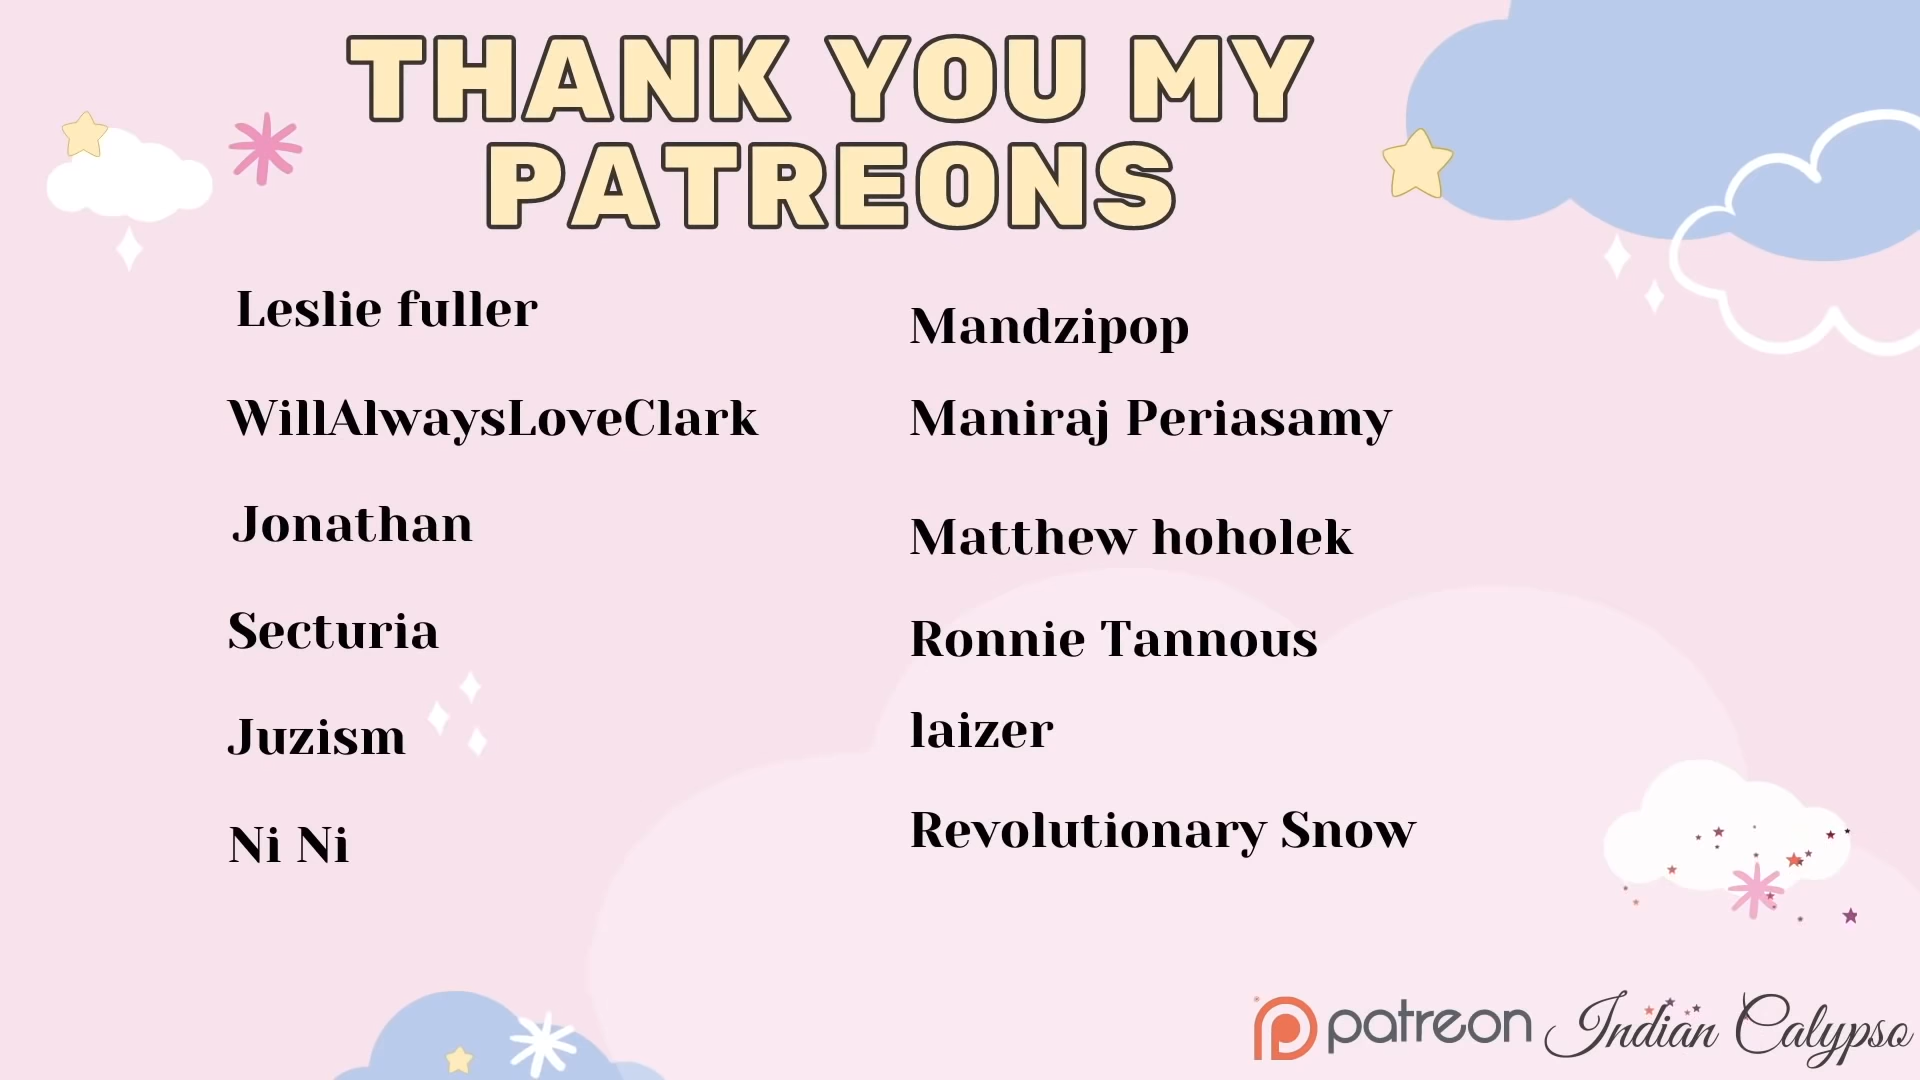 THANK YOU MY
PATREONS
Leslie fuller
WillAlwaysLoveClark
Jonathan
Secturia
Juzism
Ni Ni
Mandzipop
Maniraj Periasamy
Matthew hoholek
Ronnie Tannous
laizer
Revolutionary Snow
patreon Indian Calypso